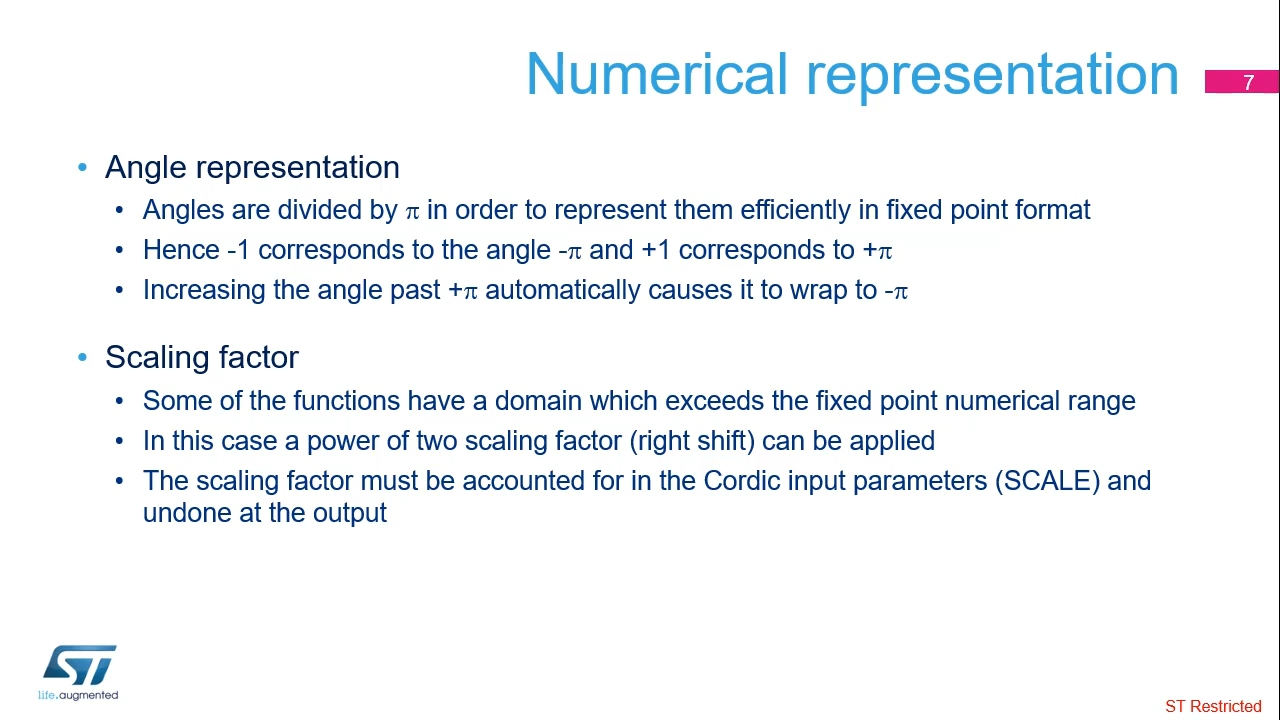 Numerical representation
7
• Angle representation
• Angles are divided by π in order to represent them efficiently in fixed point format
• Hence -1 corresponds to the angle -π and +1 corresponds to +π
• Increasing the angle past +π automatically causes it to wrap to -π
• Scaling factor
• Some of the functions have a domain which exceeds the fixed point numerical range
• In this case a power of two scaling factor (right shift) can be applied
• The scaling factor must be accounted for in the Cordic input parameters (SCALE) and
undone at the output
ST
life.augmented
ST Restricted